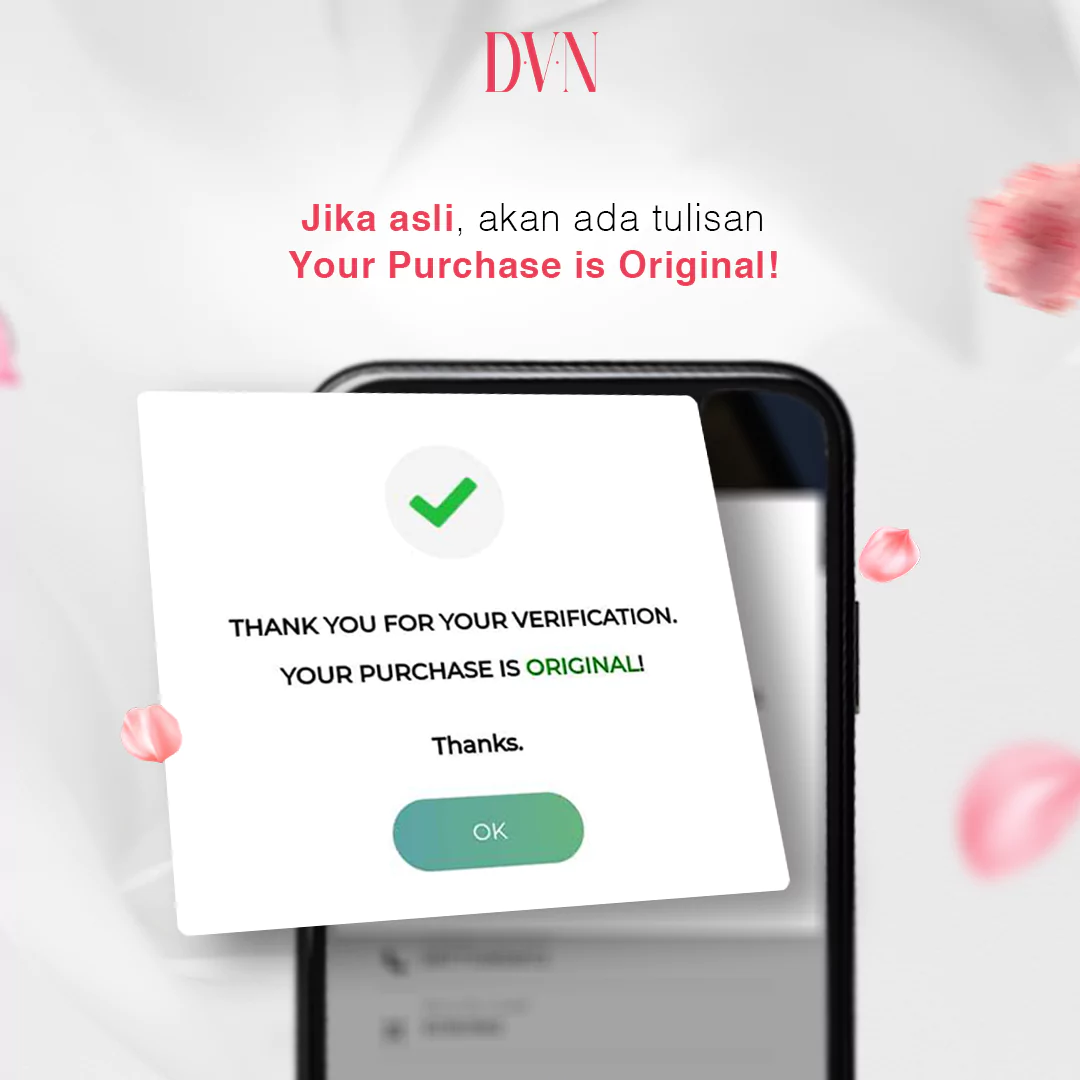 D·V·N
Jika asli, akan ada tulisan
Your Purchase is Original!
THANK YOU FOR YOUR VERIFICATION.
YOUR PURCHASE IS ORIGINAL!
Thanks.
OK